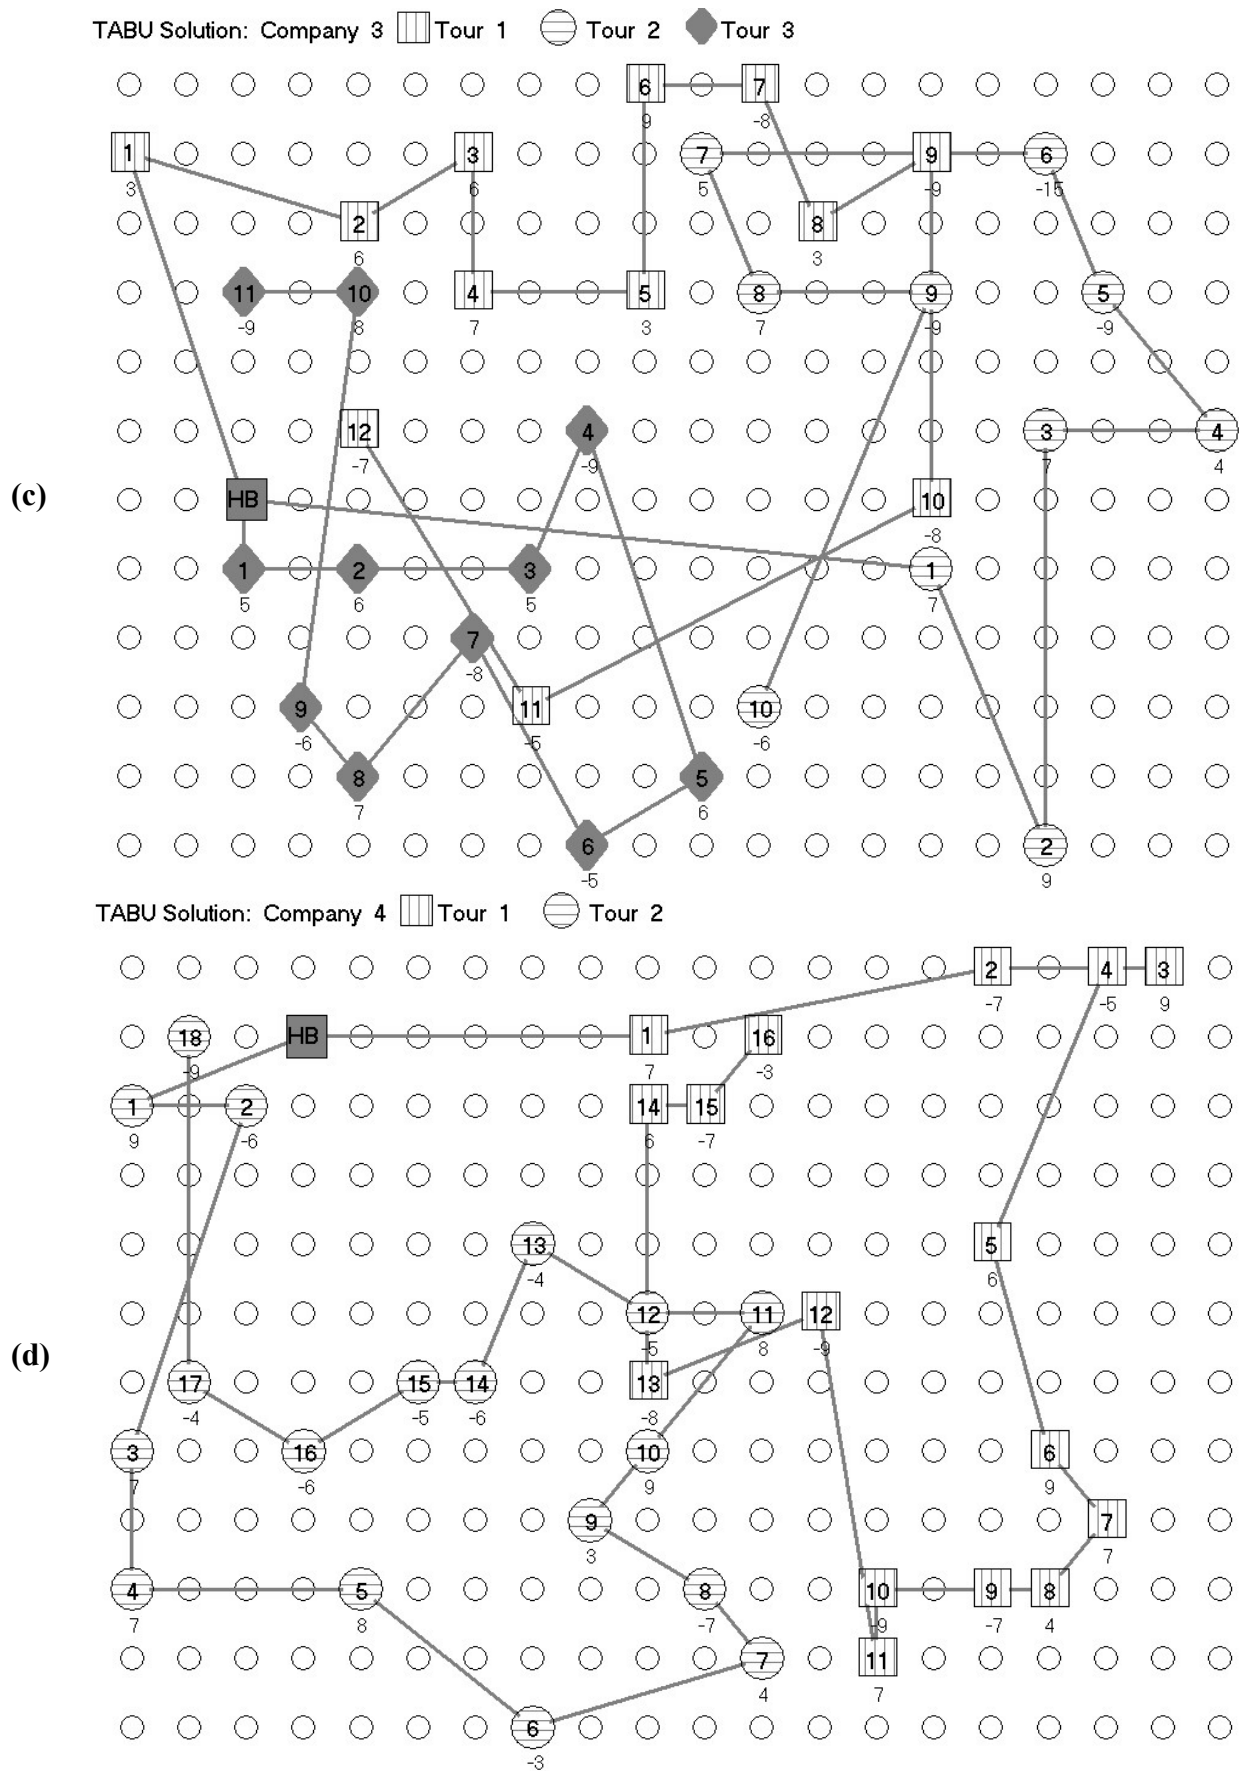 TABU Solution: Company 3 Tour 1 Tour 2 Tour 3
6 7
9 -8
1 3 7 9 6
3 6 5 -9 -15
2 8
6 3
11 10 4 5 8 9 5
-9 8 7 3 7 -9 -9
12 4 3 4
-7 -9 7 4
(c) HB 10
-8
1 2 3 1
5 6 5 7
7
-8
9 11 10
-6 -5 -6
8 5
7 6
6 2
-5 9
TABU Solution: Company 4 Tour 1 Tour 2
2 4 3
-7 -5 9
18 HB 1 16
-9 7 -3
1 2 14 15
9 -6 6 -7
13 5
-4 6
12 11 12
-5 8 -9
(d)
17 15 14 13
-4 -5 -6 -8
3 16 10 6
7 -6 9 9
9 7
3 7
4 5 8 10 9 8
7 8 -7 -9 -7 4
7 11
4 7
6
-3